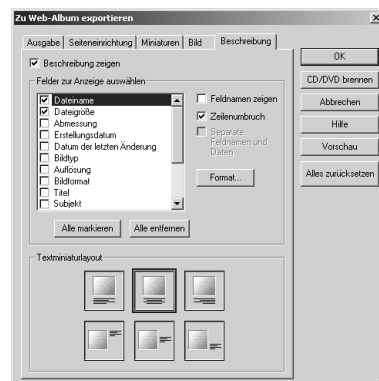 Zu Web-Album exportieren
Ausgabe
Seiteneinrichtung
Miniaturen
Bild
Beschreibung
Beschreibung zeigen
Felder zur Anzeige auswählen
Dateiname
Dateigröße
Abmessung
Erstellungsdatum
Datum der letzten Änderung
Bildtyp
Auflösung
Bildformat
Titel
Subjekt
Alle markieren
Alle entfernen
Feldnamen zeigen
Zeilenumbruch
Separate
Feldnamen und
Daten
Format...
Textminiaturlayout
OK
CD/DVD brennen
Abbrechen
Hilfe
Vorschau
Alles zurücksetzen